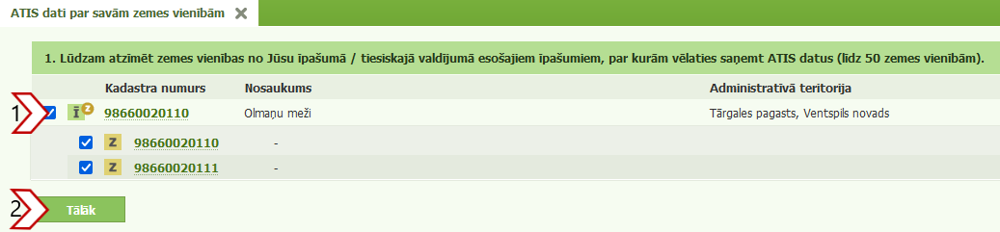 ATIS dati par savām zemes vienībām
1. Lūdzam atzīmēt zemes vienības no Jūsu īpašumā / tiesiskajā valdījumā esošajiem īpašumiem, par kurām vēlaties saņemt ATIS datus (līdz 50 zemes vienībām).
Kadastra numurs Nosaukums Administratīvā teritorija
1 Ī Z 98660020110 Olmaņu meži Tārgales pagasts, Ventspils novads
Z 98660020110 -
Z 98660020111 -
2 Tālāk